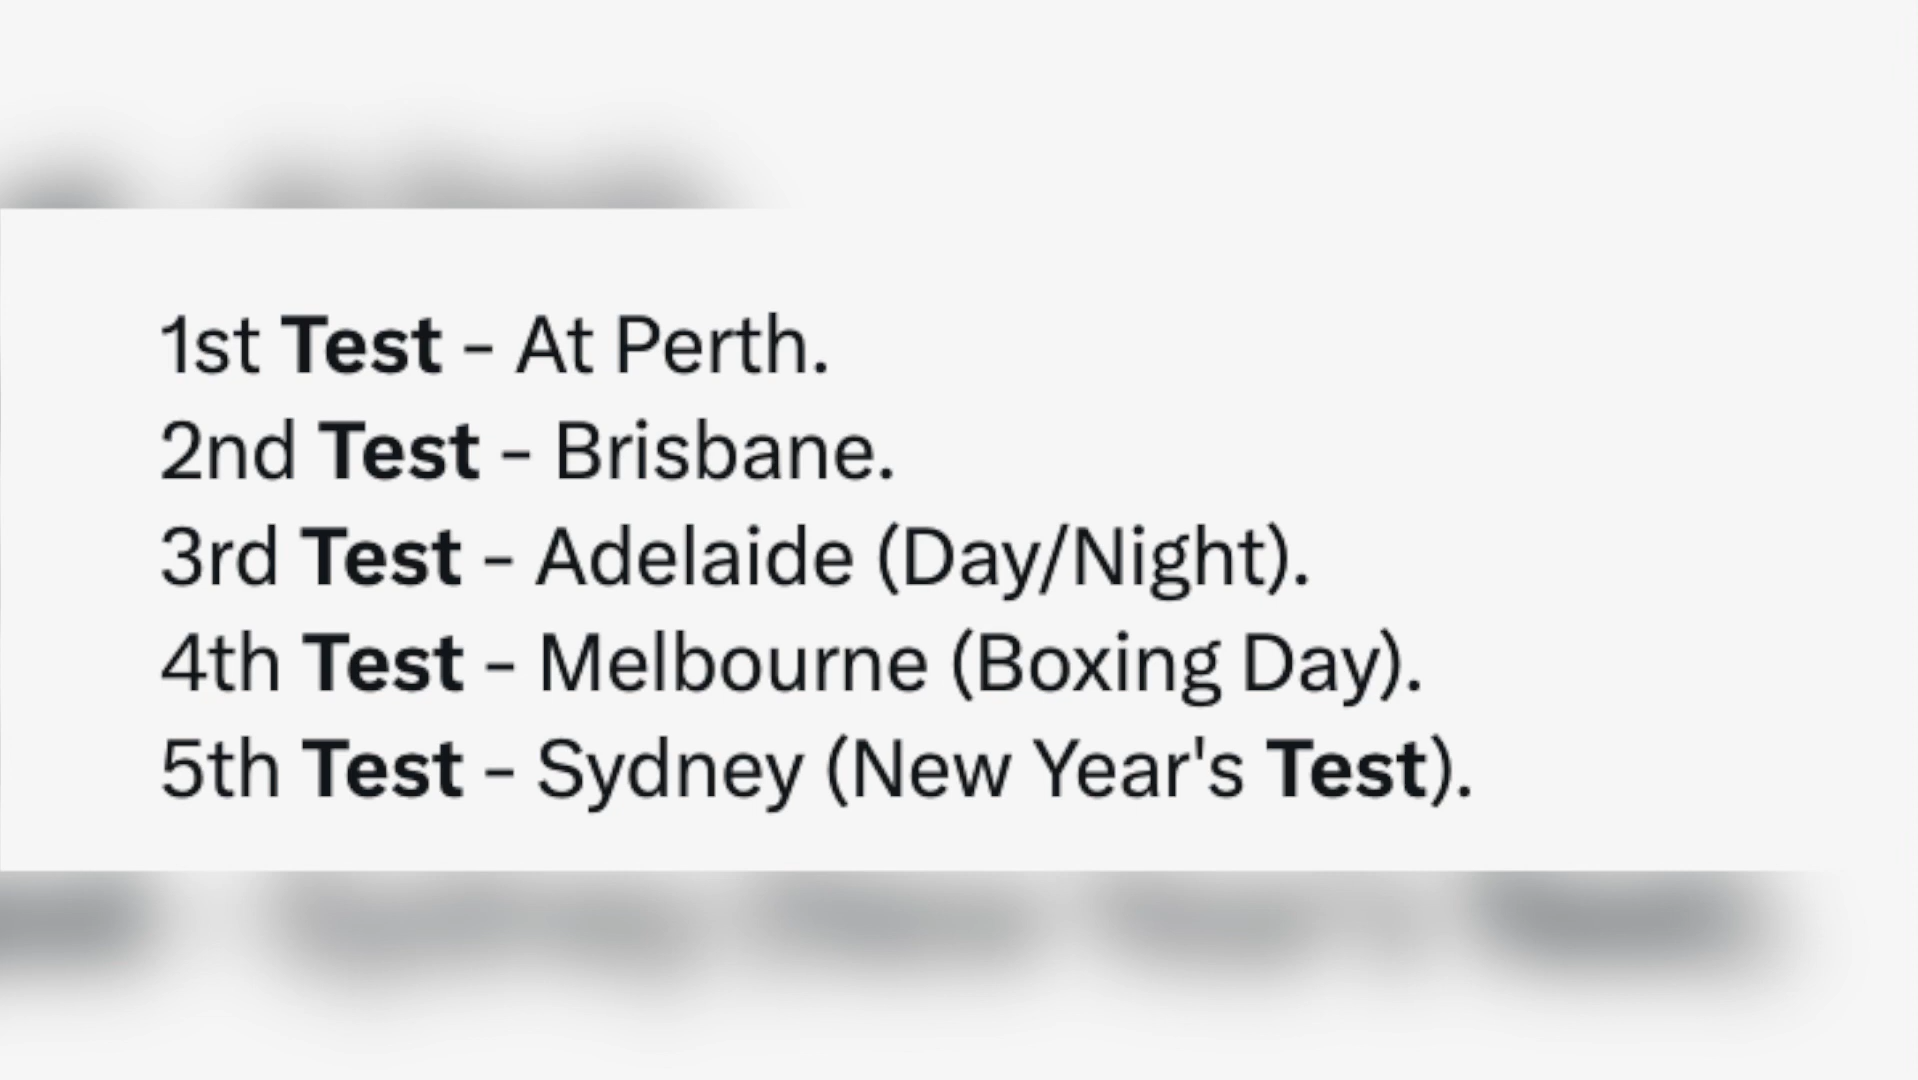 1st Test - At Perth.
2nd Test - Brisbane.
3rd Test - Adelaide (Day/Night).
4th Test - Melbourne (Boxing Day).
5th Test - Sydney (New Year's Test).